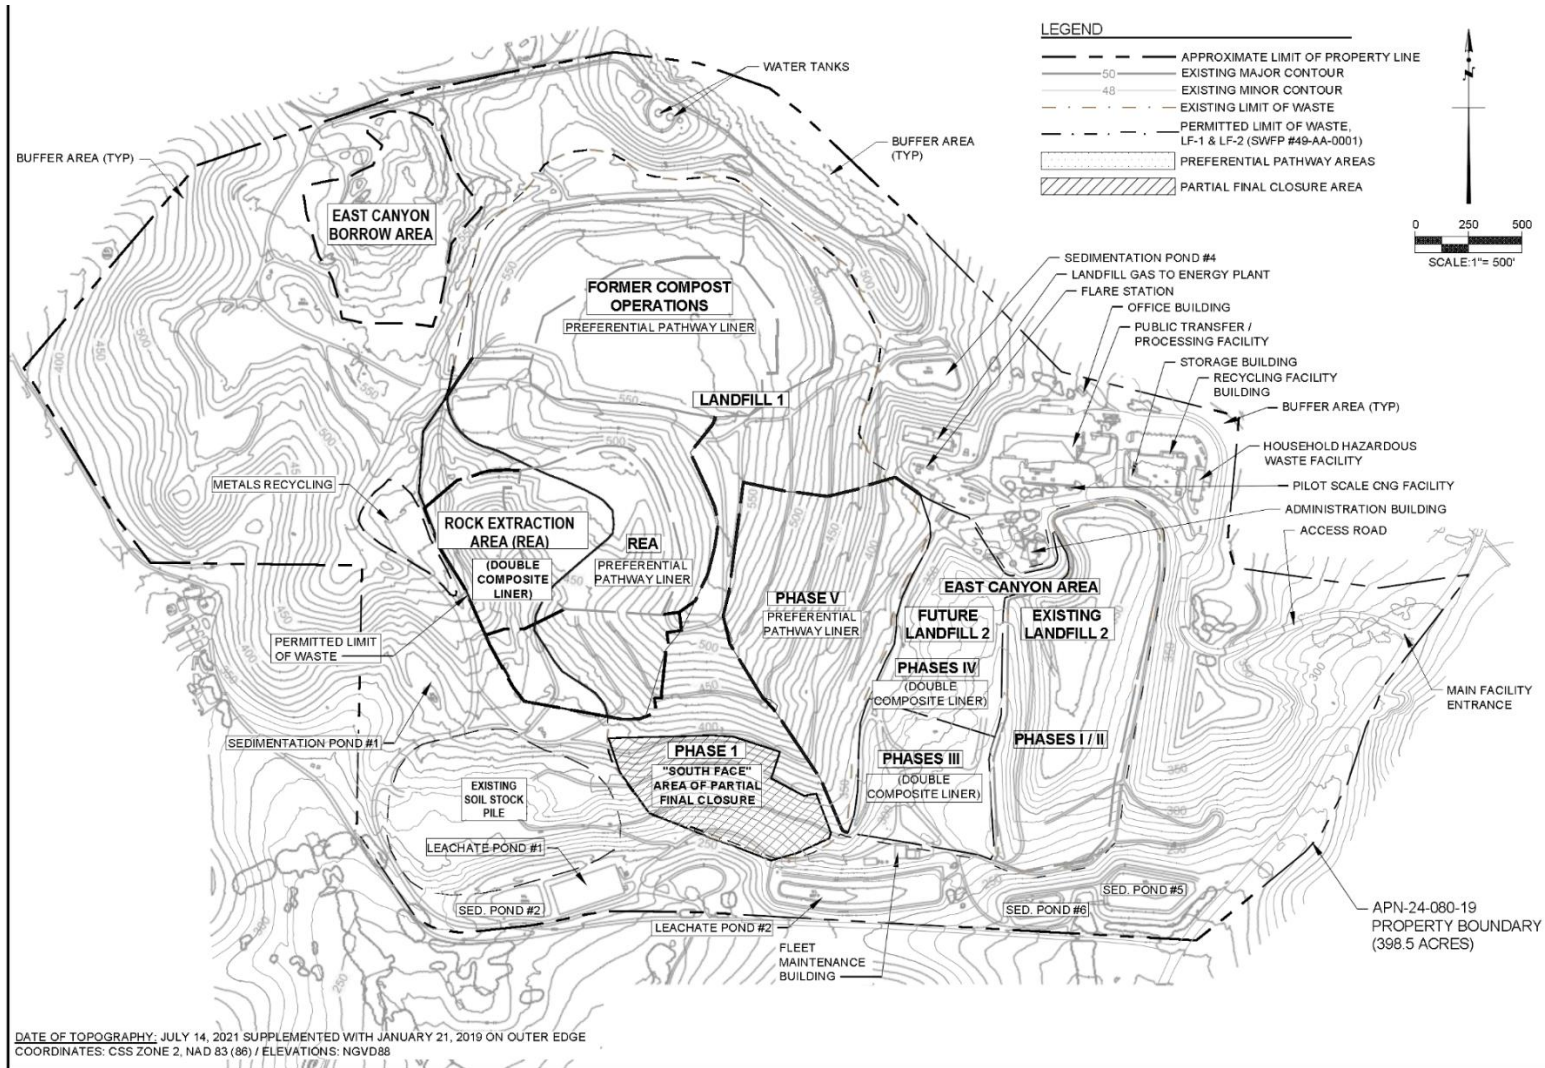 LEGEND
APPROXIMATE LIMIT OF PROPERTY LINE
50
EXISTING MAJOR CONTOUR
48
EXISTING MINOR CONTOUR
EXISTING LIMIT OF WASTE
PERMITTED LIMIT OF WASTE,
LF-1 & LF-2 (SWFP #49-AA-0001)
PREFERENTIAL PATHWAY AREAS
PARTIAL FINAL CLOSURE AREA
N
0 250 500
SCALE:1"= 500'
WATER TANKS
BUFFER AREA (TYP)
BUFFER AREA
(TYP)
EAST CANYON
BORROW AREA
FORMER COMPOST
OPERATIONS
PREFERENTIAL PATHWAY LINER
LANDFILL 1
SEDIMENTATION POND #4
LANDFILL GAS TO ENERGY PLANT
FLARE STATION
OFFICE BUILDING
PUBLIC TRANSFER /
PROCESSING FACILITY
STORAGE BUILDING
RECYCLING FACILITY
BUILDING
BUFFER AREA (TYP)
HOUSEHOLD HAZARDOUS
WASTE FACILITY
PILOT SCALE CNG FACILITY
ADMINISTRATION BUILDING
ACCESS ROAD
METALS RECYCLING
ROCK EXTRACTION
AREA (REA)
(DOUBLE
COMPOSITE
LINER)
REA
PREFERENTIAL
PATHWAY LINER
PHASE V
PREFERENTIAL
PATHWAY LINER
EAST CANYON AREA
FUTURE
LANDFILL 2
EXISTING
LANDFILL 2
PHASES IV
(DOUBLE
COMPOSITE LINER)
PERMITTED LIMIT
OF WASTE
MAIN FACILITY
ENTRANCE
SEDIMENTATION POND #1
PHASES I / II
PHASE 1
"SOUTH FACE"
AREA OF PARTIAL
FINAL CLOSURE
PHASES III
(DOUBLE
COMPOSITE LINER)
EXISTING
SOIL STOCK
PILE
LEACHATE POND #1
SED. POND #2
LEACHATE POND #2
SED. POND #5
SED. POND #6
FLEET
MAINTENANCE
BUILDING
APN-24-080-19
PROPERTY BOUNDARY
(398.5 ACRES)
DATE OF TOPOGRAPHY: JULY 14, 2021 SUPPLEMENTED WITH JANUARY 21, 2019 ON OUTER EDGE
COORDINATES: CSS ZONE 2, NAD 83 (86) / ELEVATIONS: NGVD88